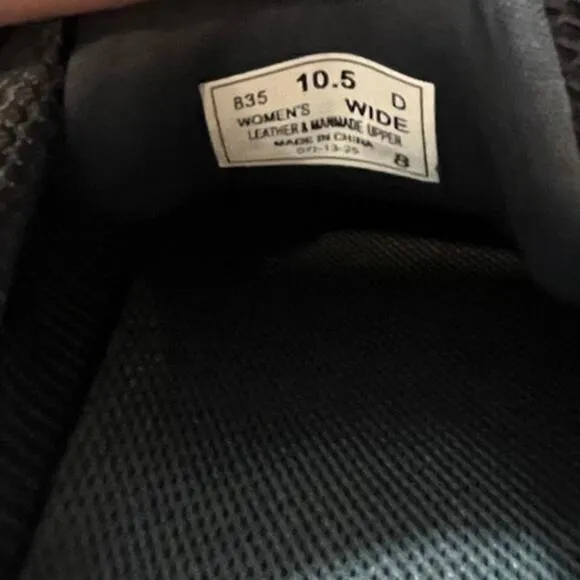 835 10.5 D
WOMEN'S WIDE
LEATHER & MANMADE UPPER
MADE IN CHINA
8